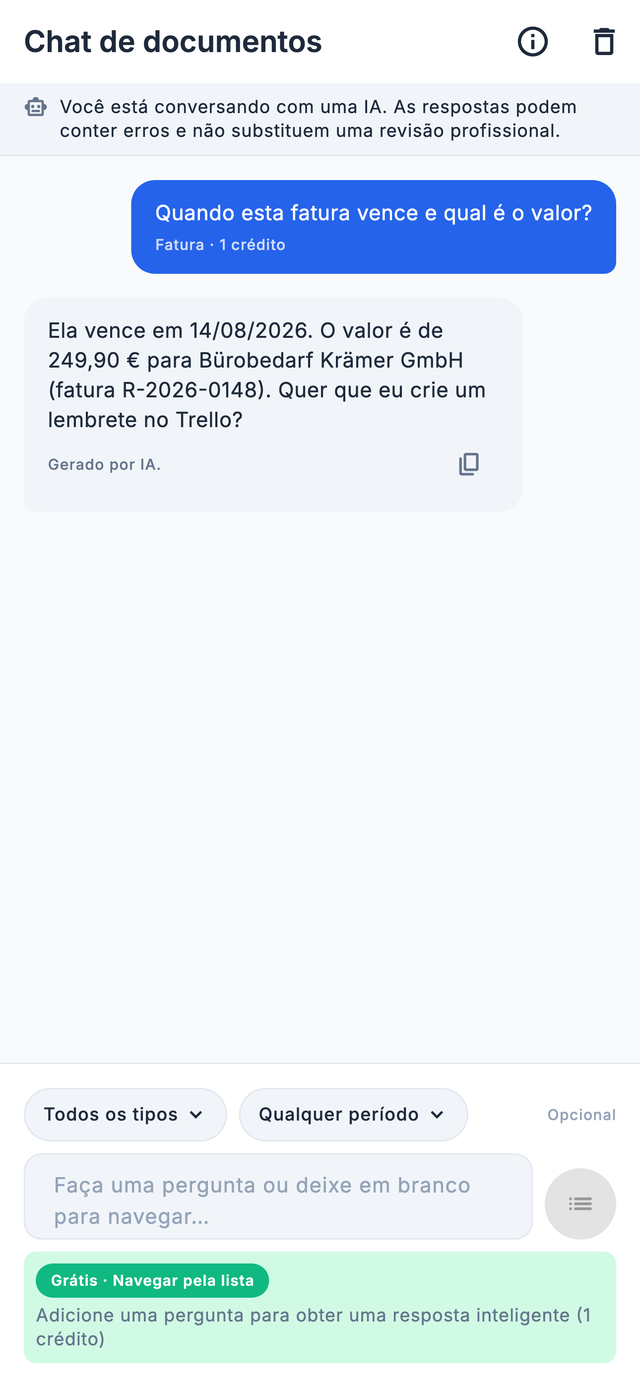 Chat de documentos
Você está conversando com uma IA. As respostas podem
conter erros e não substituem uma revisão profissional.
Quando esta fatura vence e qual é o valor?
Fatura · 1 crédito
Ela vence em 14/08/2026. O valor é de
249,90 € para Bürobedarf Krämer GmbH
(fatura R-2026-0148). Quer que eu crie um
lembrete no Trello?
Gerado por IA.
Todos os tipos
Qualquer período
Opcional
Faça uma pergunta ou deixe em branco
para navegar...
Grátis · Navegar pela lista
Adicione uma pergunta para obter uma resposta inteligente (1
crédito)